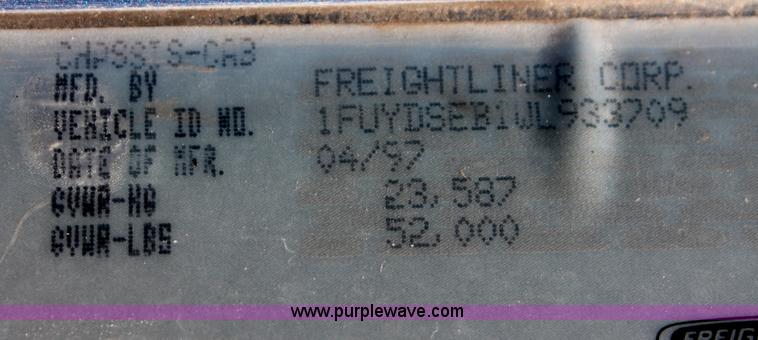 CHASSIS-CAB
MFD. BY FREIGHTLINER CORP.
VEHICLE ID NO. 1FUYDSEB1WL933709
DATE OF MFR. 04/97
GVWR-KG 23,587
GVWR-LBS 52,000
www.purplewave.com
FREIG